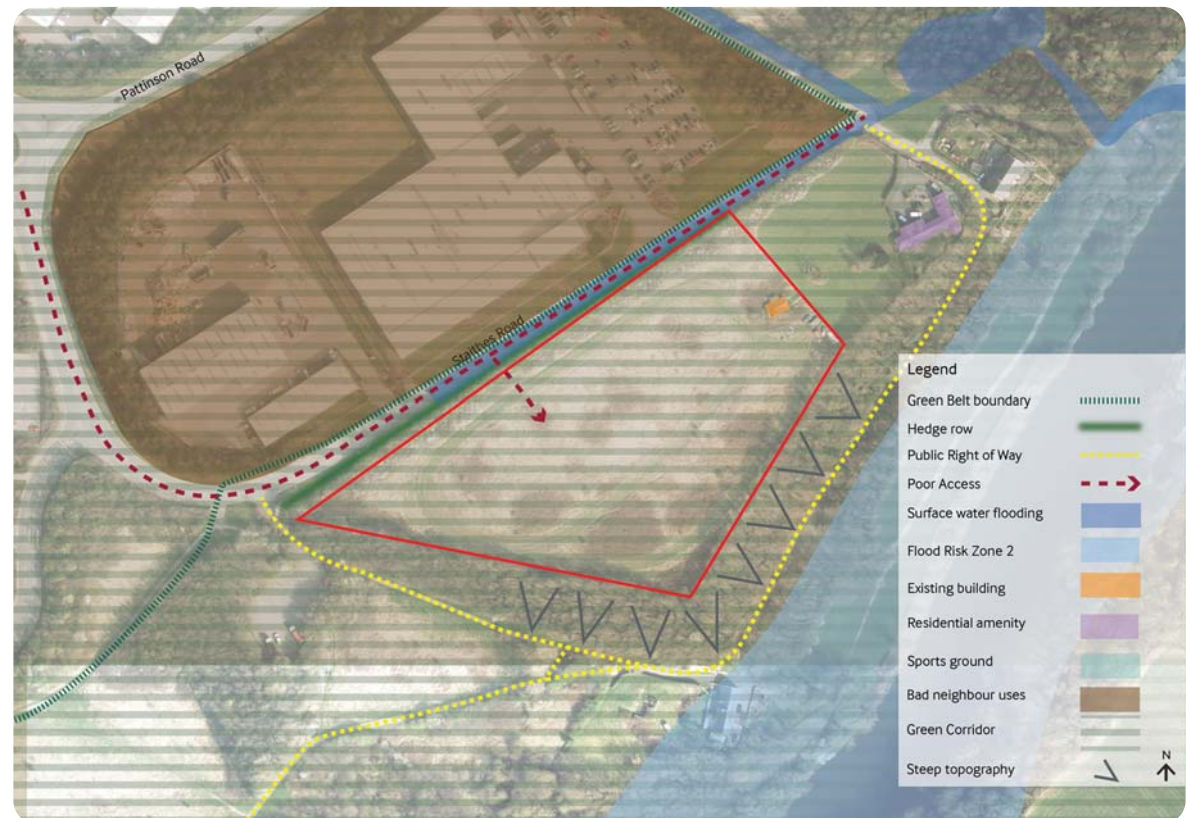 Pattinson Road
Staithes Road
Legend
Green Belt boundary
Hedge row
Public Right of Way
Poor Access
Surface water flooding
Flood Risk Zone 2
Existing building
Residential amenity
Sports ground
Bad neighbour uses
Green Corridor
Steep topography
N